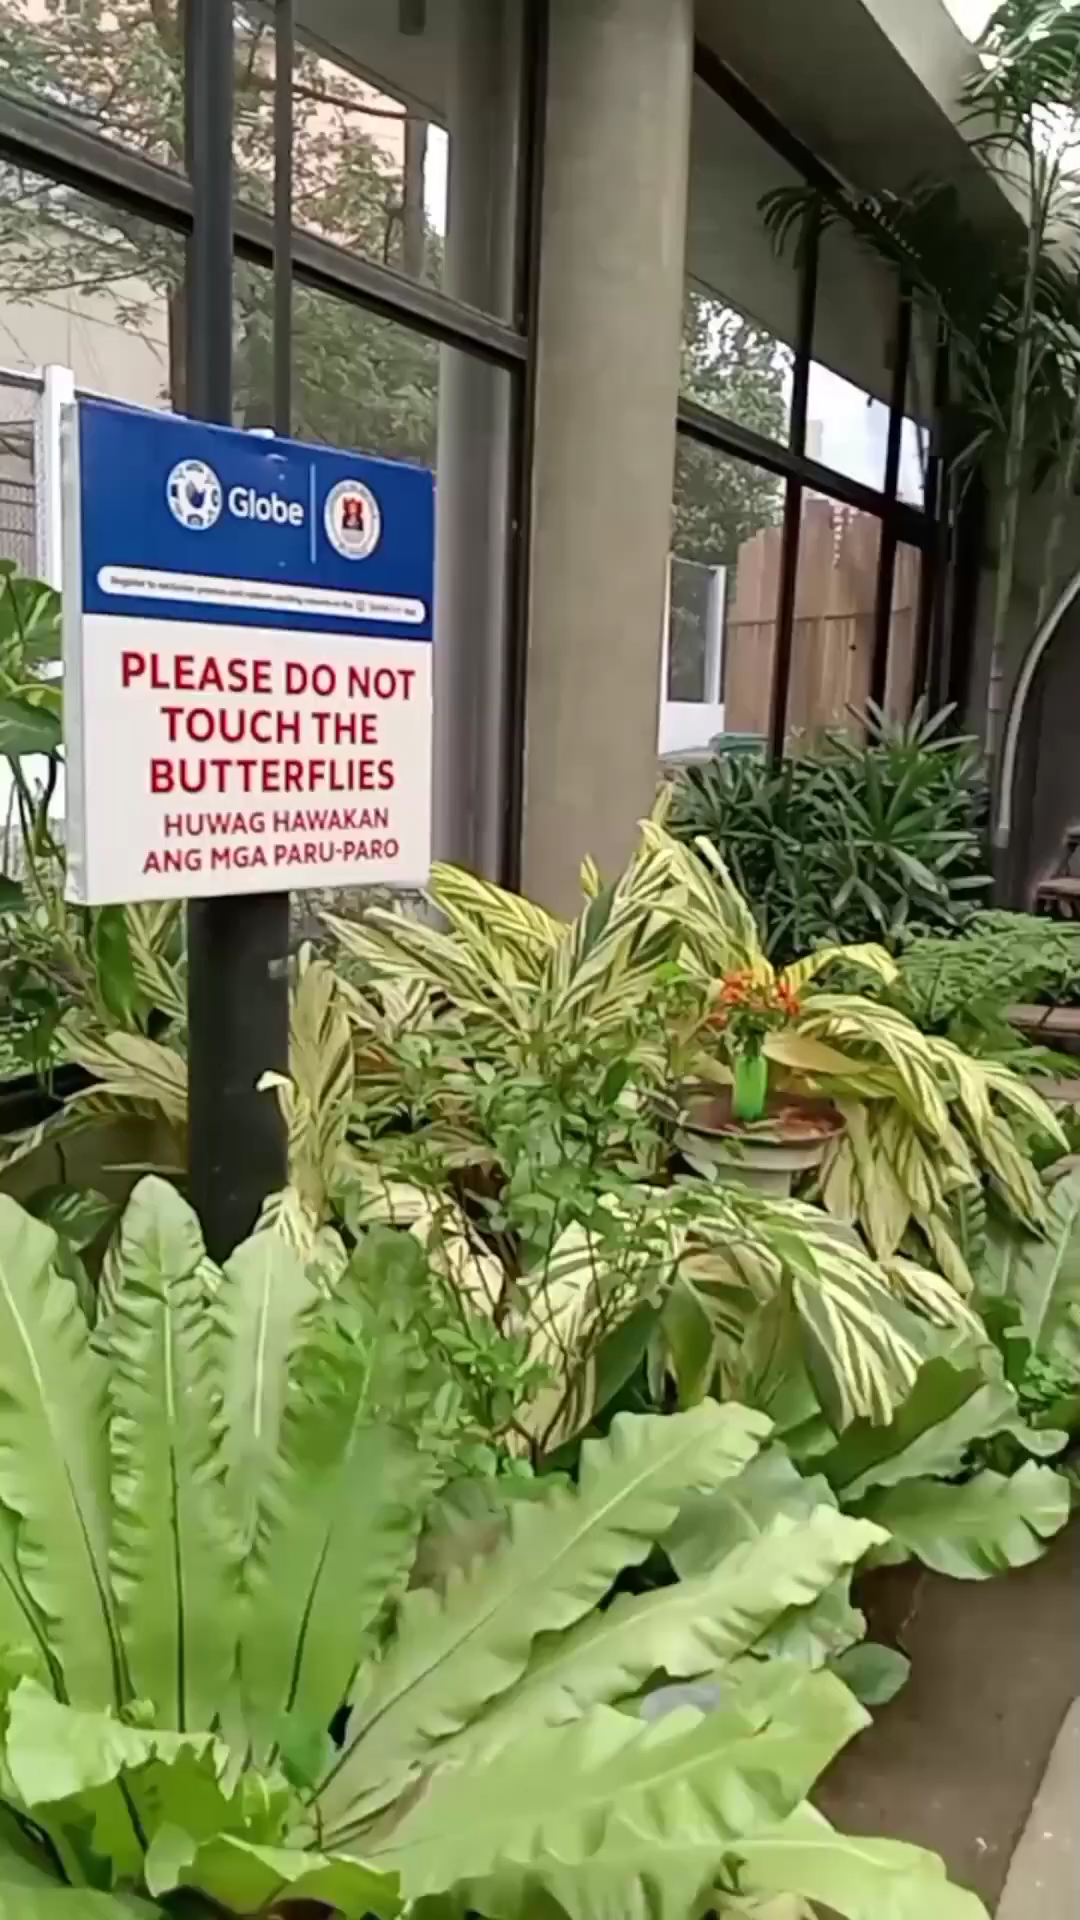 Globe
PLEASE DO NOT
TOUCH THE
BUTTERFLIES
HUWAG HAWAKAN
ANG MGA PARU-PARO